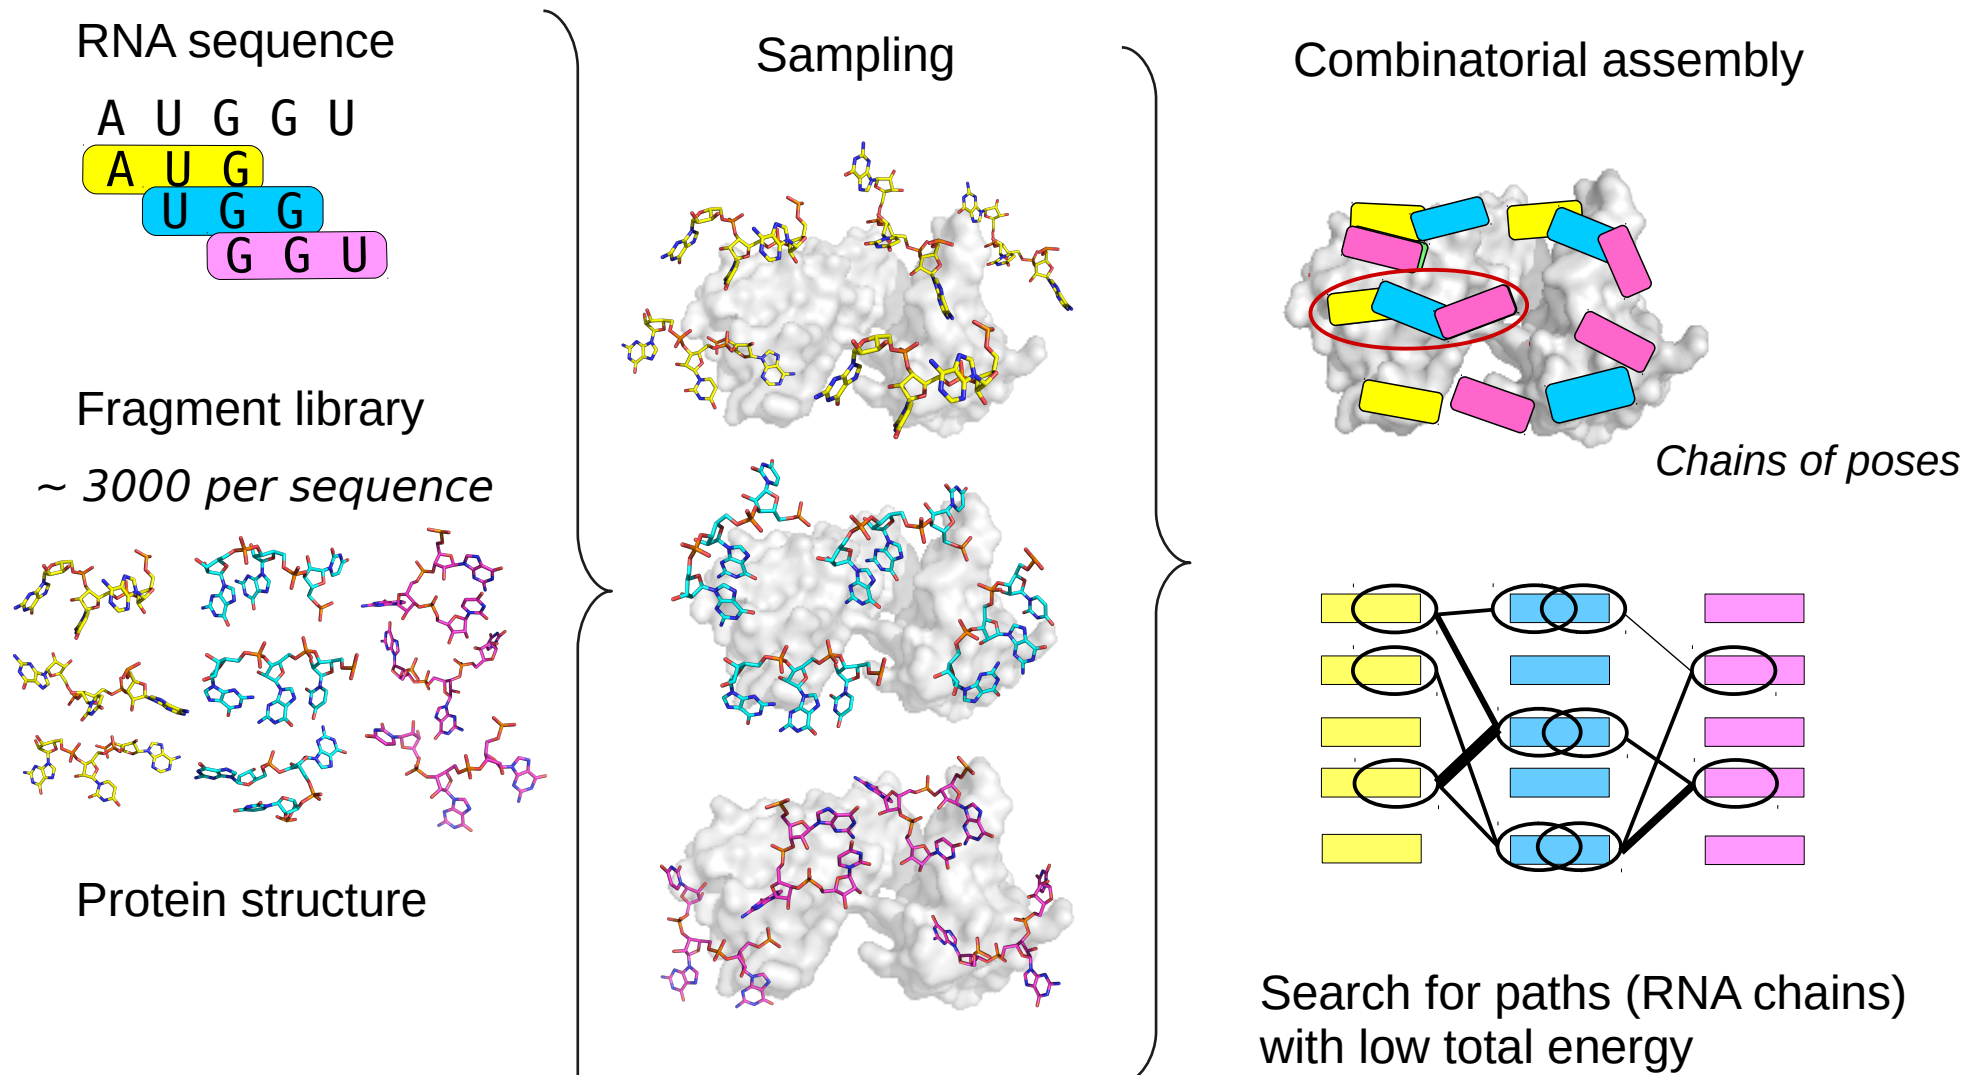 RNA sequence
A U G G U
A U G
U G G
G G U
Fragment library
~ 3000 per sequence
Protein structure
Sampling
Combinatorial assembly
Chains of poses
Search for paths (RNA chains)
with low total energy